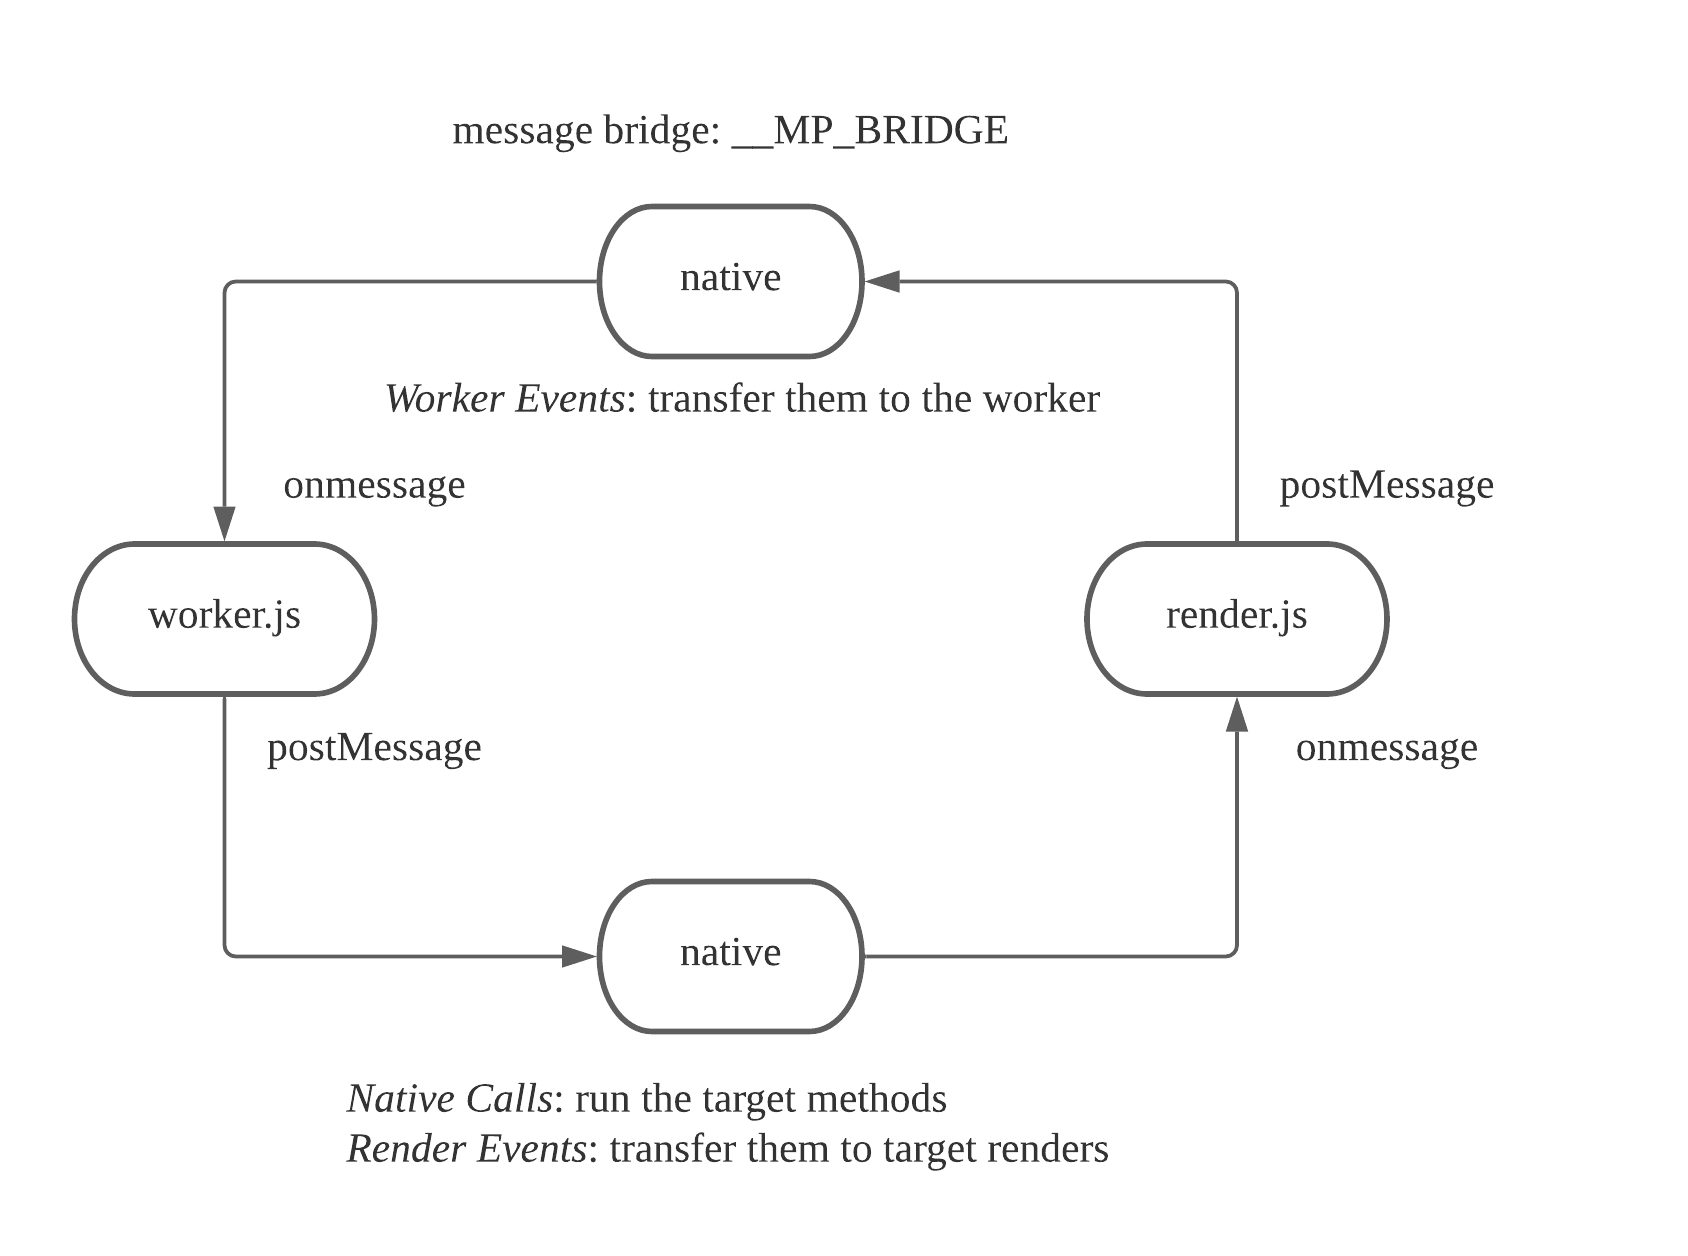 message bridge: __MP_BRIDGE
native
Worker Events: transfer them to the worker
onmessage
postMessage
worker.js
render.js
postMessage
onmessage
native
Native Calls: run the target methods
Render Events: transfer them to target renders